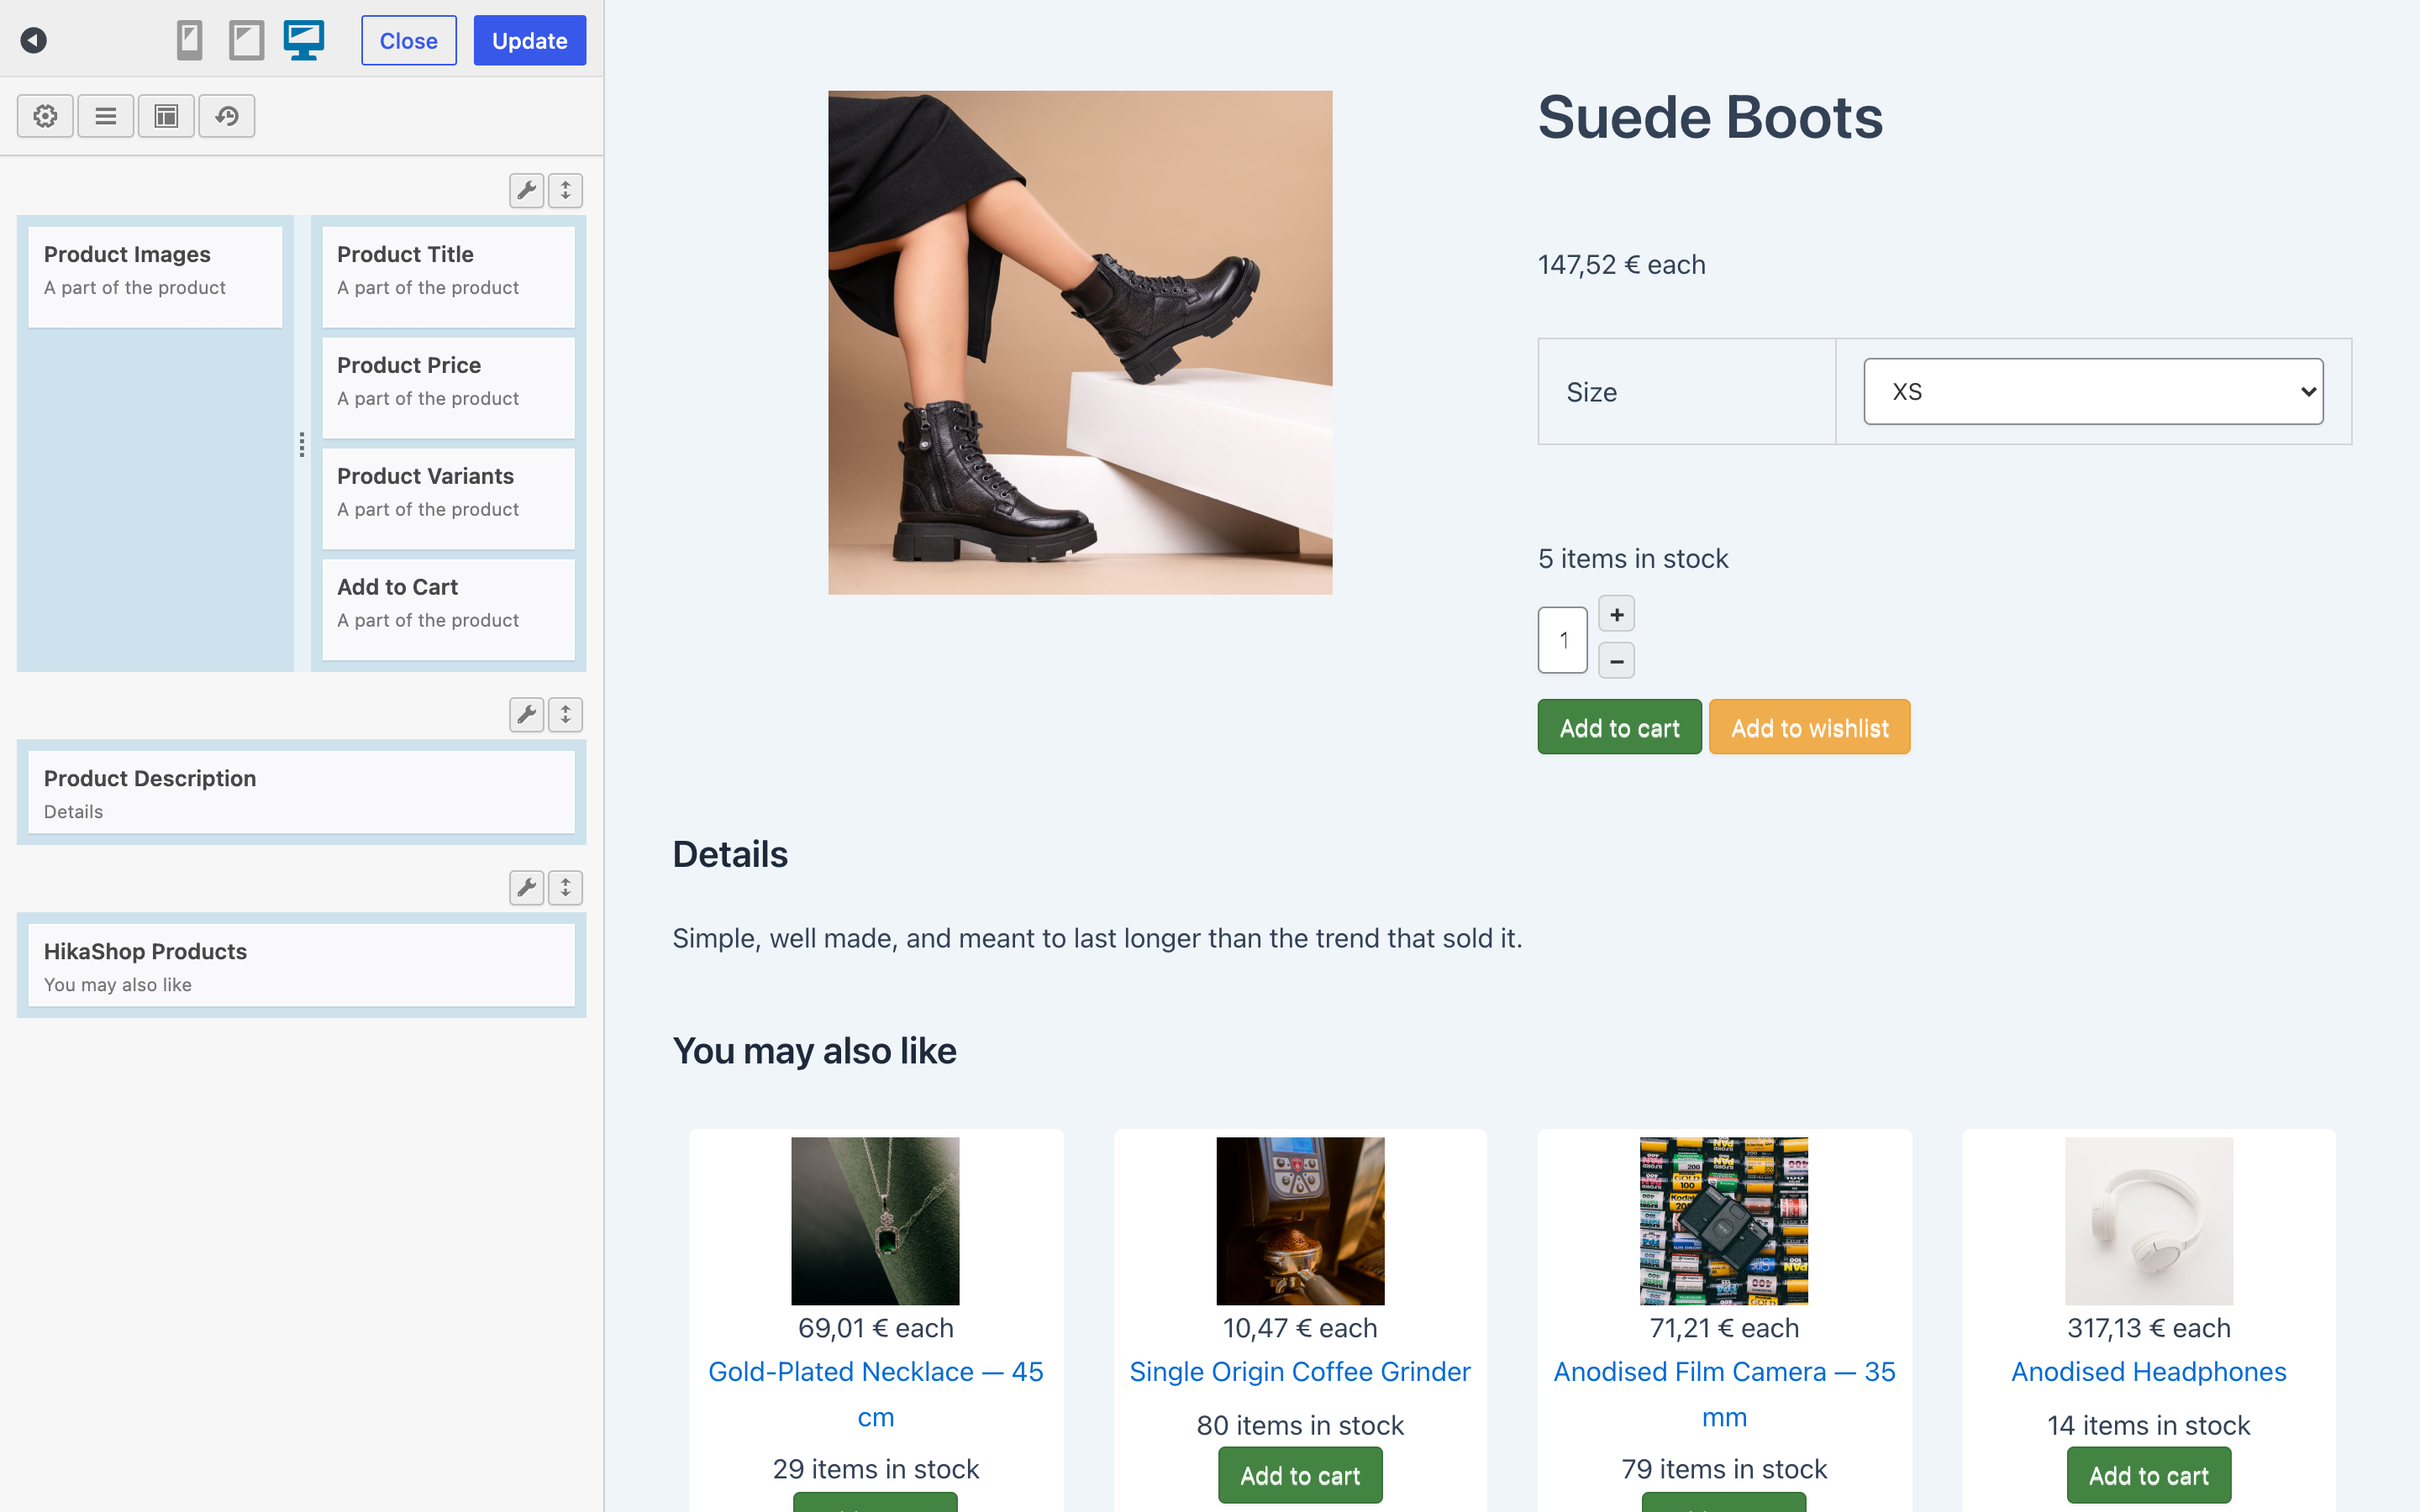 Close
Update
Product Images
A part of the product
Product Title
A part of the product
Product Price
A part of the product
Product Variants
A part of the product
Add to Cart
A part of the product
Product Description
Details
HikaShop Products
You may also like
Suede Boots
147,52 € each
Size
XS
5 items in stock
1
+
−
Add to cart
Add to wishlist
Details
Simple, well made, and meant to last longer than the trend that sold it.
You may also like
69,01 € each
Gold-Plated Necklace — 45
cm
29 items in stock
10,47 € each
Single Origin Coffee Grinder
80 items in stock
Add to cart
71,21 € each
Anodised Film Camera — 35
mm
79 items in stock
317,13 € each
Anodised Headphones
14 items in stock
Add to cart